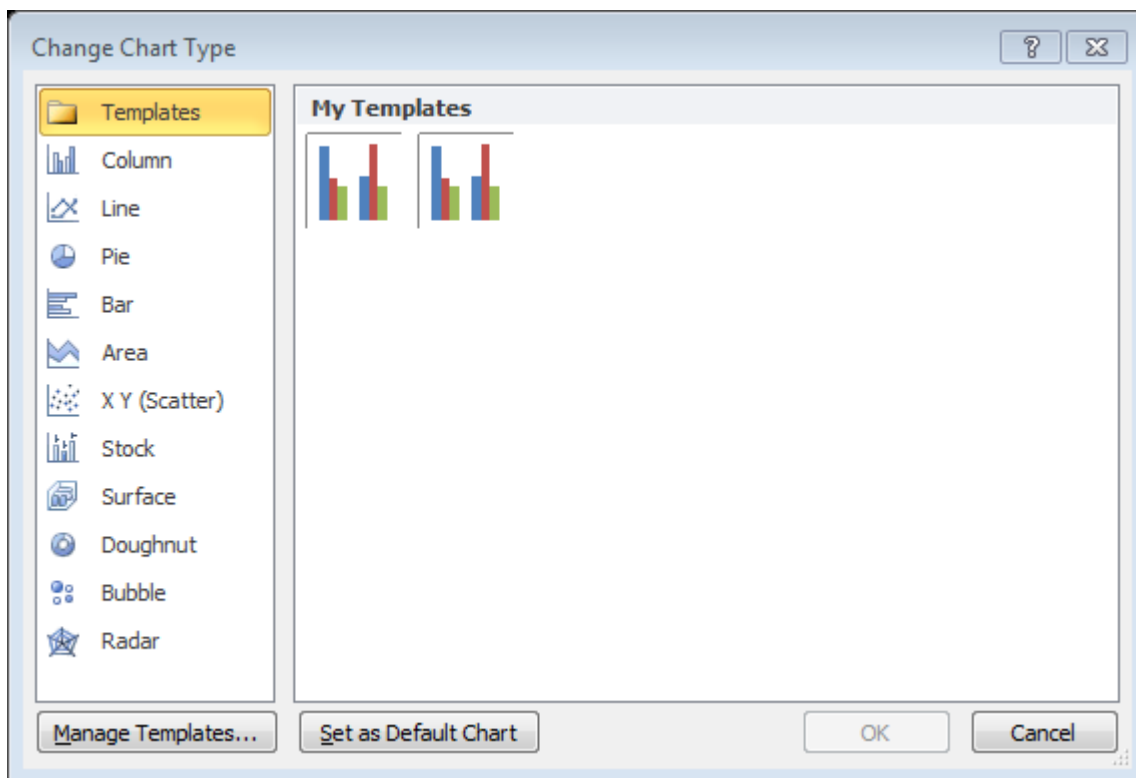 Change Chart Type
Templates
Column
Line
Pie
Bar
Area
X Y (Scatter)
Stock
Surface
Doughnut
Bubble
Radar
My Templates
Manage Templates...
Set as Default Chart
OK
Cancel